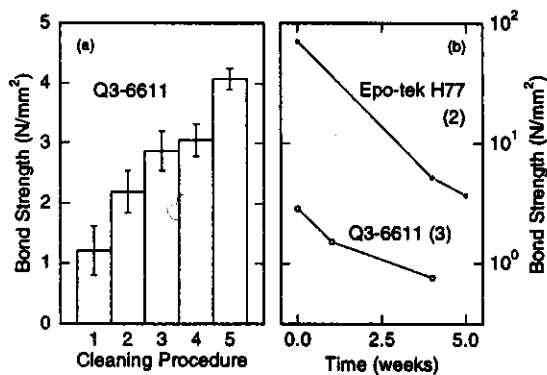 (a)
Q3-6611
Bond Strength (N/mm²)
5
4
3
2
1
0
1 2 3 4 5
Cleaning Procedure
(b)
Epo-tek H77
(2)
Q3-6611 (3)
10²
10¹
10⁰
Bond Strength (N/mm²)
0.0 2.5 5.0
Time (weeks)